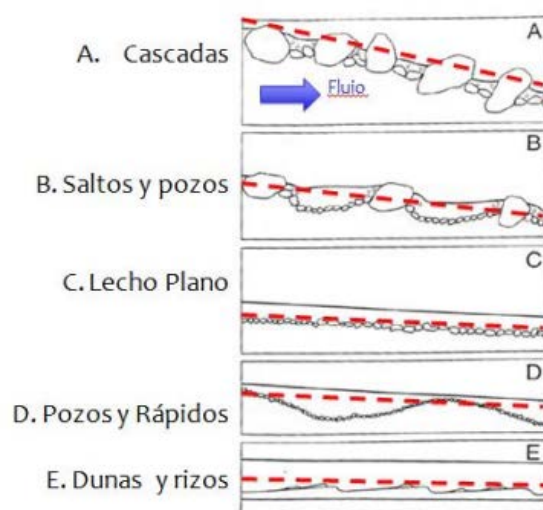 A. Cascadas
A
Flujo
B. Saltos y pozos
B
C. Lecho Plano
C
D. Pozos y Rápidos
D
E. Dunas y rizos
E